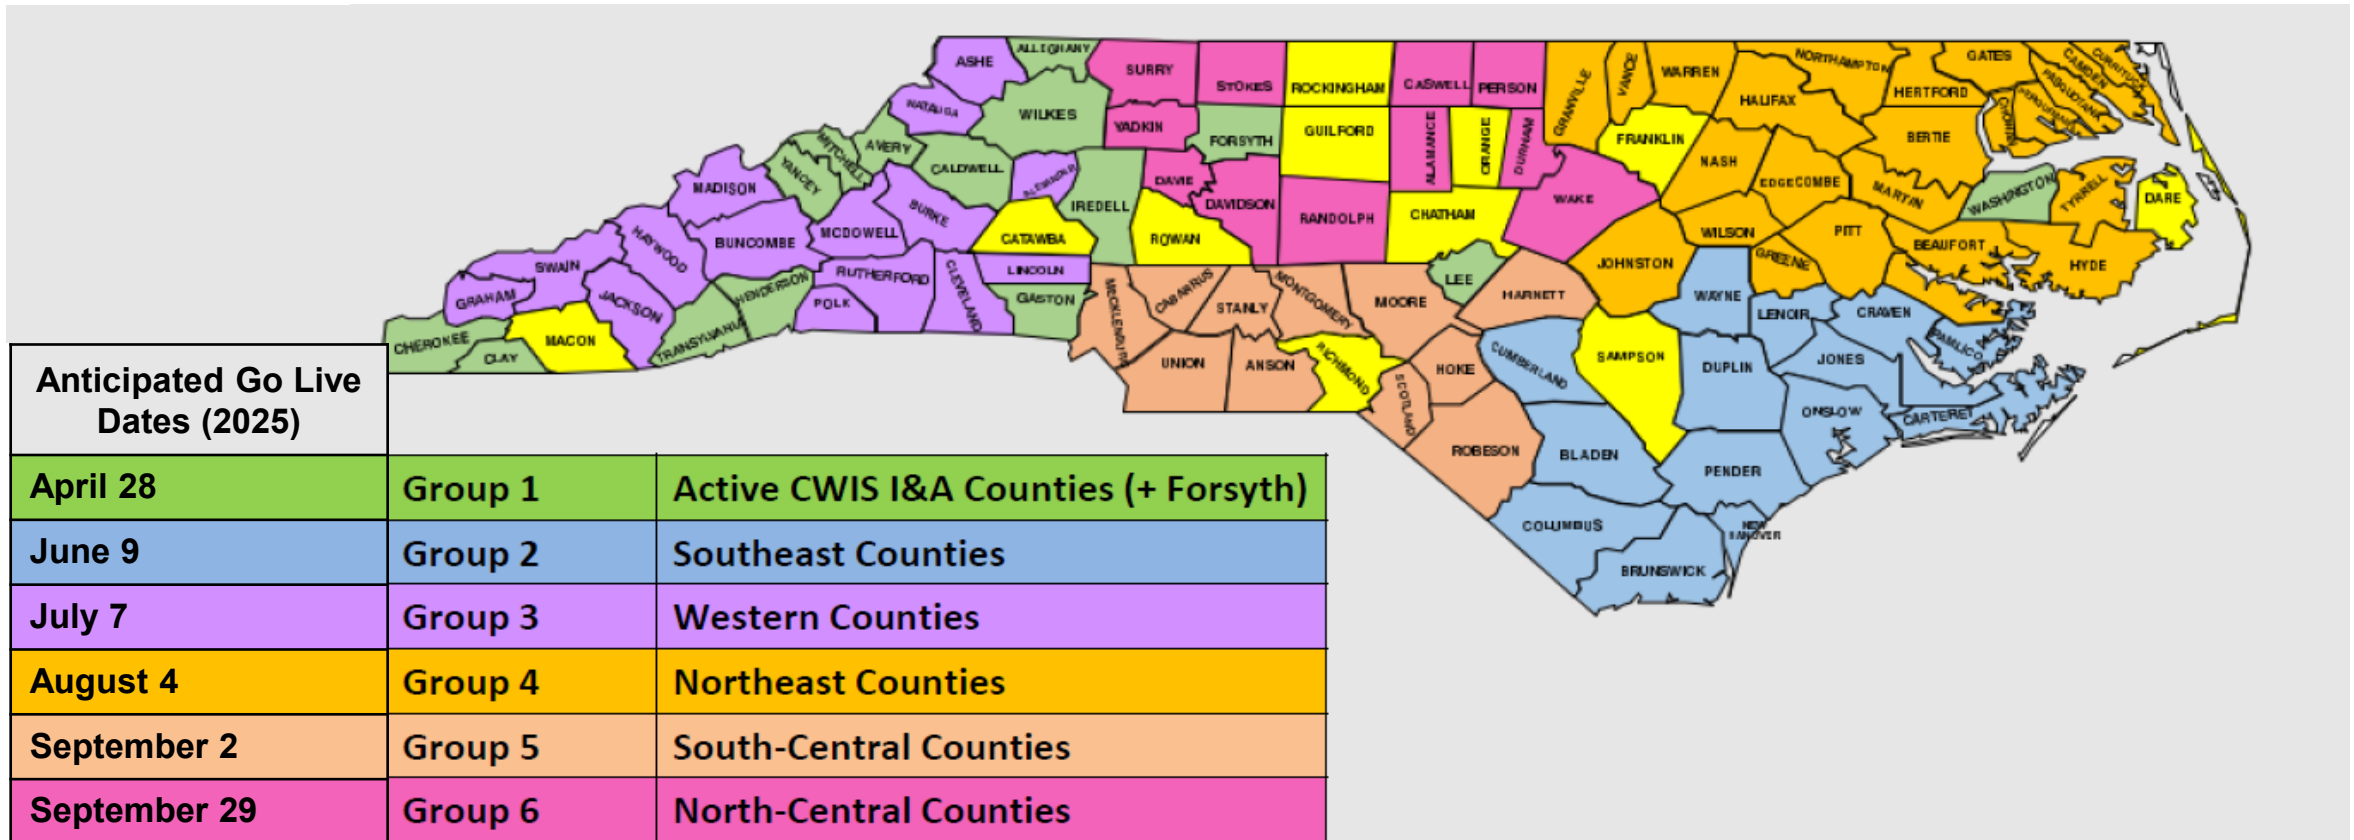 ALLEGHANY
ASHE
SURRY
STOKES
ROCKINGHAM
CASWELL
PERSON
GRANVILLE
VANCE
WARREN
NORTHAMPTON
GATES
CAMDEN
CURRITUCK
PASQUOTANK
HERTFORD
HALIFAX
WATAUGA
WILKES
YADKIN
FORSYTH
GUILFORD
ALAMANCE
ORANGE
DURHAM
FRANKLIN
NASH
EDGECOMBE
BERTIE
MITCHELL
AVERY
YANCEY
CALDWELL
IREDELL
DAVIE
DAVIDSON
RANDOLPH
CHATHAM
WAKE
MARTIN
WASHINGTON
TYRRELL
DARE
MADISON
BURKE
CATAWBA
ROWAN
WILSON
PITT
BEAUFORT
HYDE
HAYWOOD
BUNCOMBE
MCDOWELL
SWAIN
GRAHAM
JACKSON
HENDERSON
RUTHERFORD
POLK
CLEVELAND
LINCOLN
GASTON
MECKLENBURG
CABARRUS
STANLY
MONTGOMERY
MOORE
LEE
HARNETT
JOHNSTON
GREENE
WAYNE
LENOIR
CRAVEN
PAMLICO
CHEROKEE
CLAY
MACON
TRANSYLVANIA
UNION
ANSON
RICHMOND
SCOTLAND
HOKE
CUMBERLAND
SAMPSON
DUPLIN
JONES
ONSLOW
CARTERET
ROBESON
BLADEN
PENDER
COLUMBUS
NEW
HANOVER
BRUNSWICK
Anticipated Go Live
Dates (2025)
April 28 Group 1 Active CWIS I&A Counties (+ Forsyth)
June 9 Group 2 Southeast Counties
July 7 Group 3 Western Counties
August 4 Group 4 Northeast Counties
September 2 Group 5 South-Central Counties
September 29 Group 6 North-Central Counties